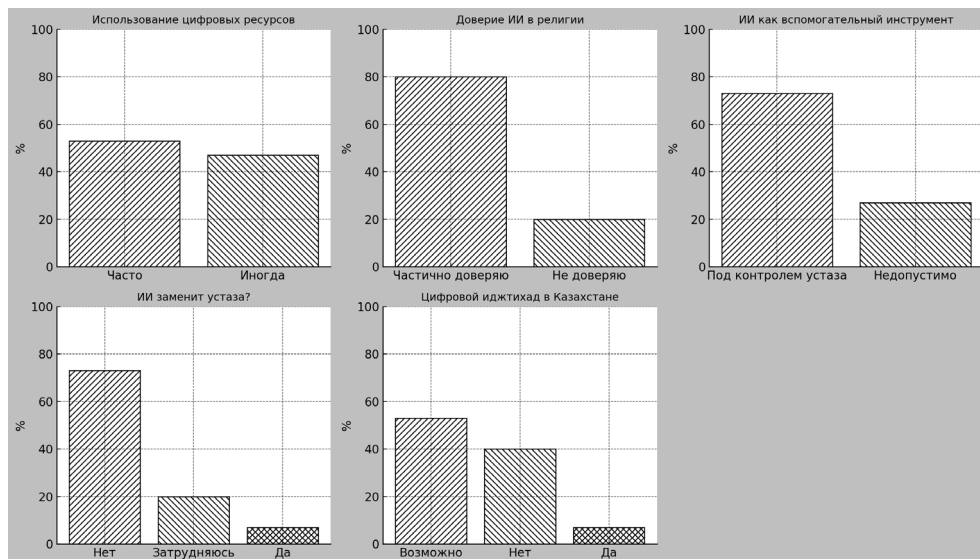 Использование цифровых ресурсов
100
80
60
40
20
0
%
Часто
Иногда
Доверие ИИ в религии
100
80
60
40
20
0
%
Частично доверяю
Не доверяю
ИИ как вспомогательный инструмент
100
80
60
40
20
0
%
Под контролем устаза
Недопустимо
ИИ заменит устаза?
100
80
60
40
20
0
%
Нет
Затрудняюсь
Да
Цифровой иджтихад в Казахстане
100
80
60
40
20
0
%
Возможно
Нет
Да